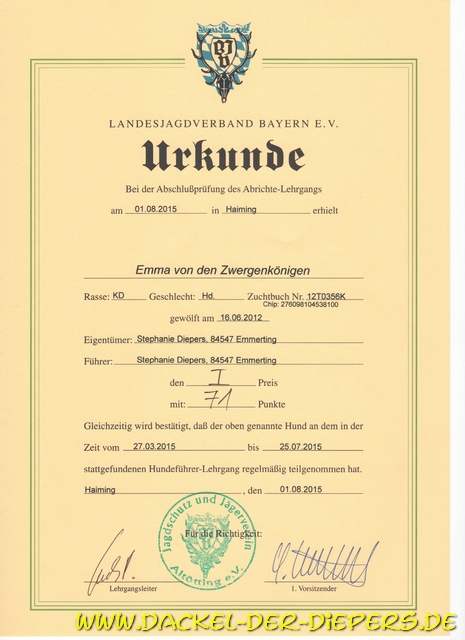 LANDESJAGDVERBAND BAYERN E.V.
Urkunde
Bei der Abschlußprüfung des Abrichte-Lehrgangs
am 01.08.2015 in Haiming erhielt
Emma von den Zwergenkönigen
Rasse: KD Geschlecht: Hd. Zuchtbuch Nr. 12T0356K
Chip: 276098104538100
gewölft am 16.06.2012
Eigentümer: Stephanie Diepers, 84547 Emmerting
Führer: Stephanie Diepers, 84547 Emmerting
den I Preis
mit: 71 Punkte
Gleichzeitig wird bestätigt, daß der oben genannte Hund an dem in der
Zeit vom 27.03.2015 bis 25.07.2015
stattgefundenen Hundeführer-Lehrgang regelmäßig teilgenommen hat.
Haiming , den 01.08.2015
Jagdschutz und Jägerverein
Altötting e.V.
Für die Richtigkeit:
Lehrgangsleiter 1. Vorsitzender
WWW.DACKEL-DER-DIEPERS.DE